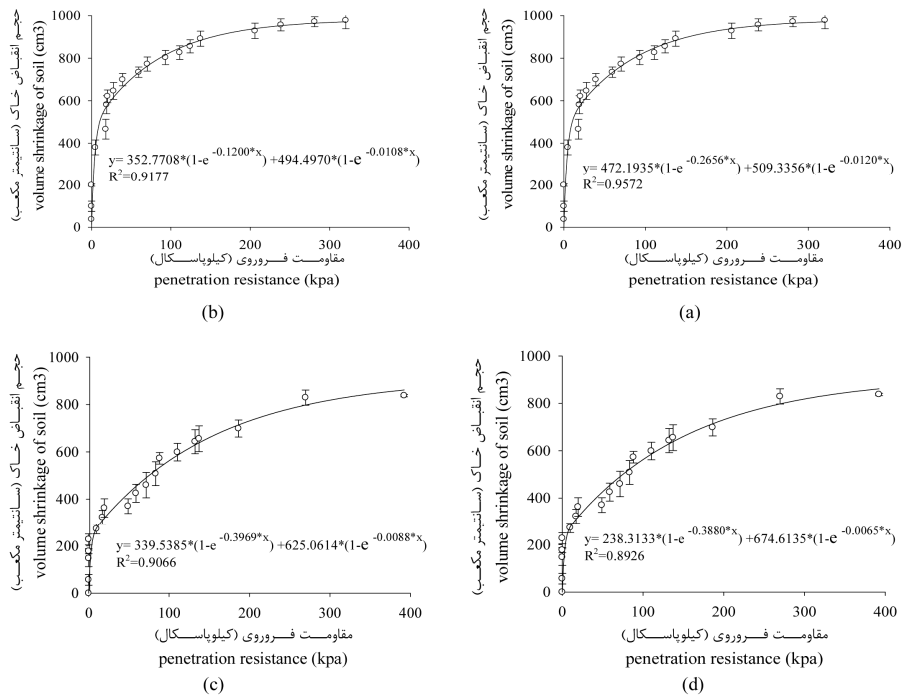 1000
800
600
400
200
0
0 100 200 300 400
حجم انقباض خاک (سانتیمتر مکعب)
volume shrinkage of soil (cm3)
y= 352.7708*(1-e -0.1200*x) +494.4970*(1-e -0.0108*x)
R2=0.9177
مقاومت فروروی (کیلوپاسکال)
penetration resistance (kpa)
(b)
1000
800
600
400
200
0
0 100 200 300 400
حجم انقباض خاک (سانتیمتر مکعب)
volume shrinkage of soil (cm3)
y= 472.1935*(1-e -0.2656*x) +509.3356*(1-e -0.0120*x)
R2=0.9572
مقاومت فروروی (کیلوپاسکال)
penetration resistance (kpa)
(a)
1000
800
600
400
200
0
0 100 200 300 400
حجم انقباض خاک (سانتیمتر مکعب)
volume shrinkage of soil (cm3)
y= 339.5385*(1-e -0.3969*x) +625.0614*(1-e -0.0088*x)
R2=0.9066
مقاومت فروروی (کیلوپاسکال)
penetration resistance (kpa)
(c)
1000
800
600
400
200
0
0 100 200 300 400
حجم انقباض خاک (سانتیمتر مکعب)
volume shrinkage of soil (cm3)
y= 238.3133*(1-e -0.3880*x) +674.6135*(1-e -0.0065*x)
R2=0.8926
مقاومت فروروی (کیلوپاسکال)
penetration resistance (kpa)
(d)